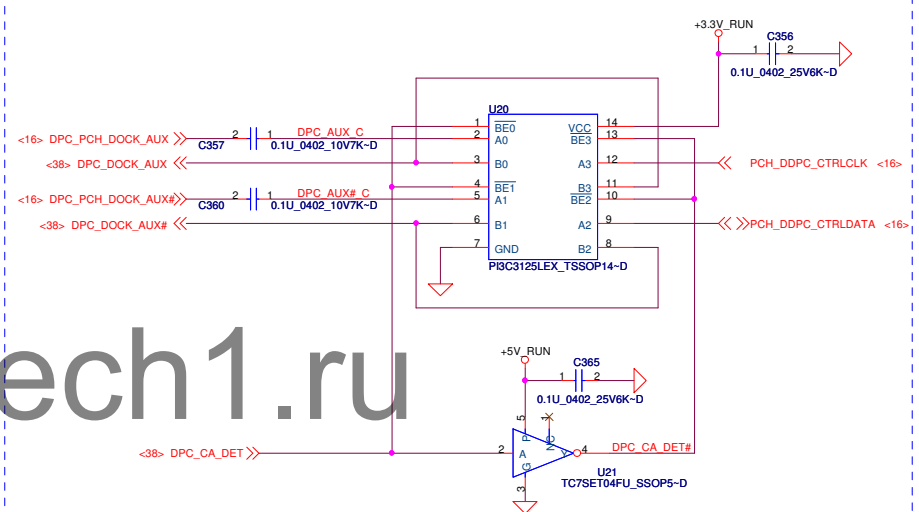 +3.3V_RUN
C356
1 2
0.1U_0402_25V6K~D
U20
<16> DPC_PCH_DOCK_AUX 2 1 DPC_AUX_C 1 BE0 VCC 14
C357 0.1U_0402_10V7K~D 2 A0 BE3 13
<38> DPC_DOCK_AUX 3 B0 A3 12 PCH_DDPC_CTRLCLK <16>
4 BE1 B3 11
<16> DPC_PCH_DOCK_AUX# 2 1 DPC_AUX#_C 5 A1 BE2 10
C360 0.1U_0402_10V7K~D
<38> DPC_DOCK_AUX# 6 B1 A2 9 PCH_DDPC_CTRLDATA <16>
7 GND B2 8
PI3C3125LEX_TSSOP14~D
ech1.ru
+5V_RUN
C365
1 2
0.1U_0402_25V6K~D
5 P NC 1
<38> DPC_CA_DET 2 A Y 4 DPC_CA_DET#
G 3
U21
TC7SET04FU_SSOP5~D